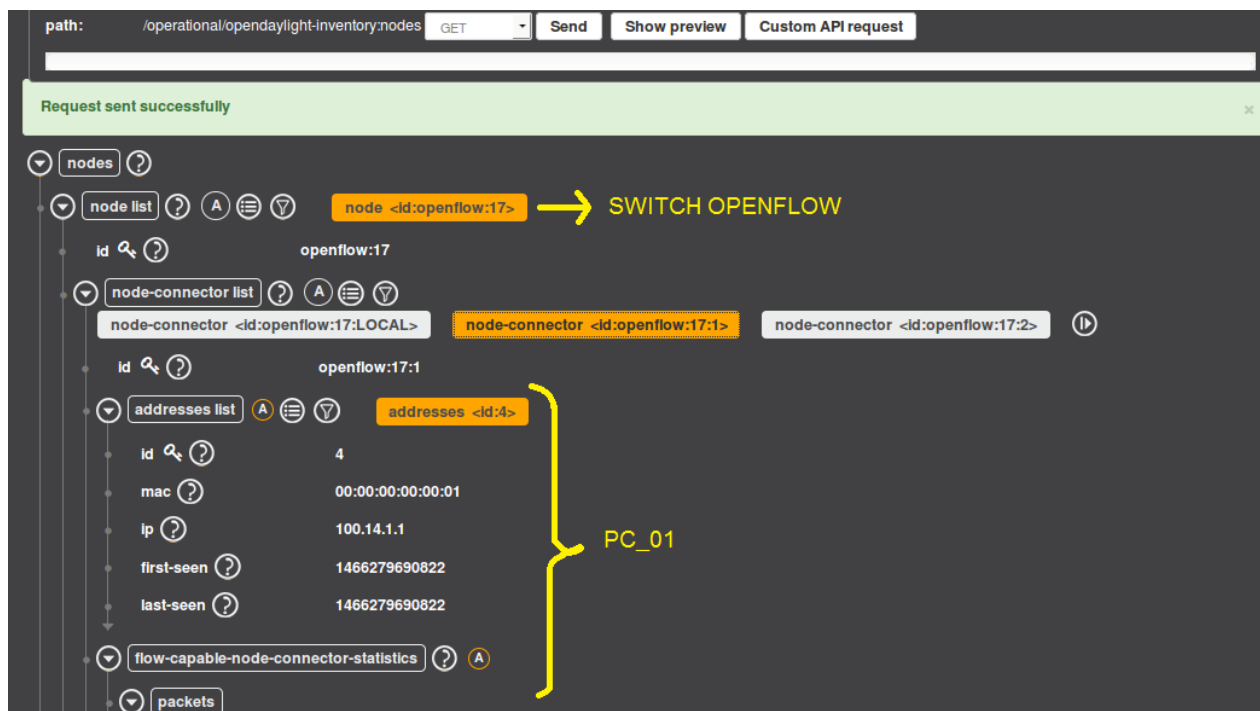 path: /operational/opendaylight-inventory:nodes GET Send Show preview Custom API request
Request sent successfully ×
nodes ?
node list ? A node <id:openflow:17> SWITCH OPENFLOW
id ? openflow:17
node-connector list ? A
node-connector <id:openflow:17:LOCAL> node-connector <id:openflow:17:1> node-connector <id:openflow:17:2>
id ? openflow:17:1
addresses list A addresses <id:4>
id ? 4
mac ? 00:00:00:00:00:01
ip ? 100.14.1.1
PC_01
first-seen ? 1466279690822
last-seen ? 1466279690822
flow-capable-node-connector-statistics ? A
packets